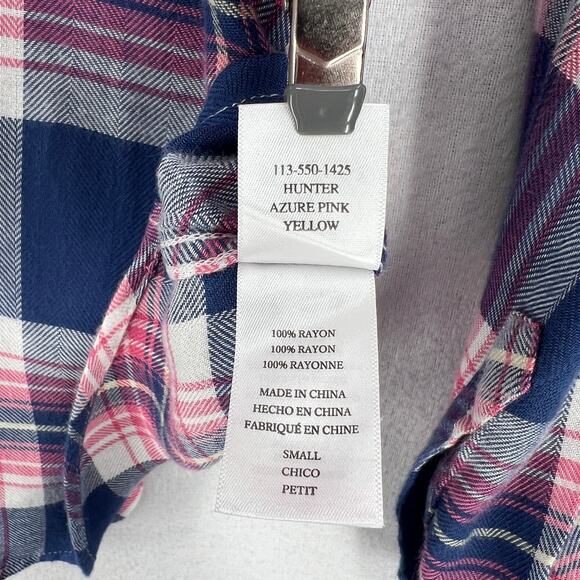 113-550-1425
HUNTER
AZURE PINK
YELLOW
100% RAYON
100% RAYON
100% RAYONNE
MADE IN CHINA
HECHO EN CHINA
FABRIQUÉ EN CHINE
SMALL
CHICO
PETIT